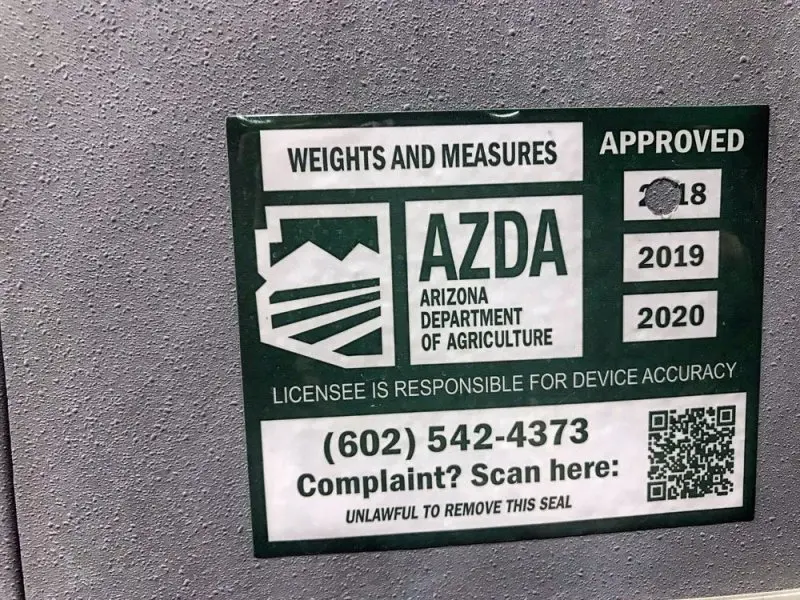 WEIGHTS AND MEASURES
APPROVED
2018
2019
2020
AZDA
ARIZONA
DEPARTMENT
OF AGRICULTURE
LICENSEE IS RESPONSIBLE FOR DEVICE ACCURACY
(602) 542-4373
Complaint? Scan here:
UNLAWFUL TO REMOVE THIS SEAL